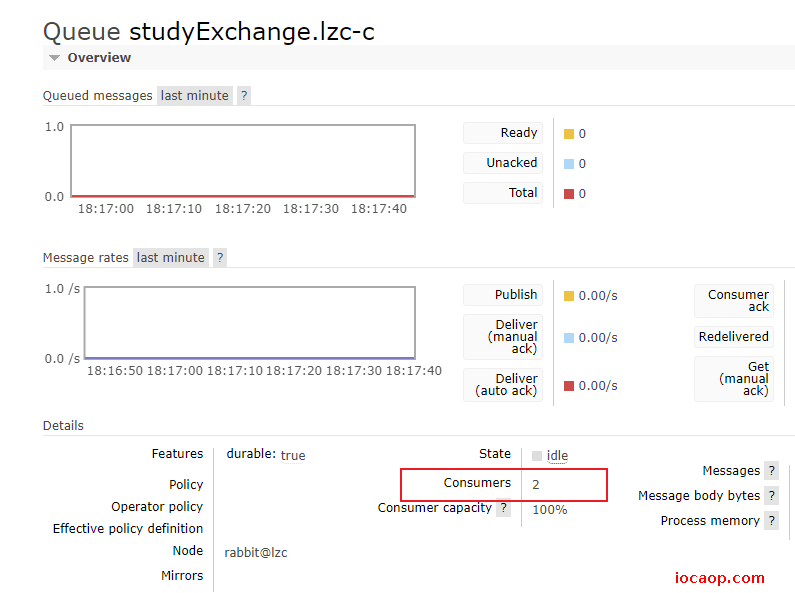 Queue studyExchange.lzc-c
Overview
Queued messages last minute ?
1.0
0.0
18:17:00 18:17:10 18:17:20 18:17:30 18:17:40
Ready 0
Unacked 0
Total 0
Message rates last minute ?
1.0 /s
0.0 /s
18:16:50 18:17:00 18:17:10 18:17:20 18:17:30 18:17:40
Publish 0.00/s
Deliver
(manual
ack)
0.00/s
Deliver
(auto ack)
0.00/s
Consumer
ack
Redelivered
Get
(manual
ack)
Details
Features durable: true
Policy
Operator policy
Effective policy definition
Node rabbit@lzc
Mirrors
State idle
Consumers 2
Consumer capacity ? 100%
Messages ?
Message body bytes ?
Process memory ?
iocaop.com